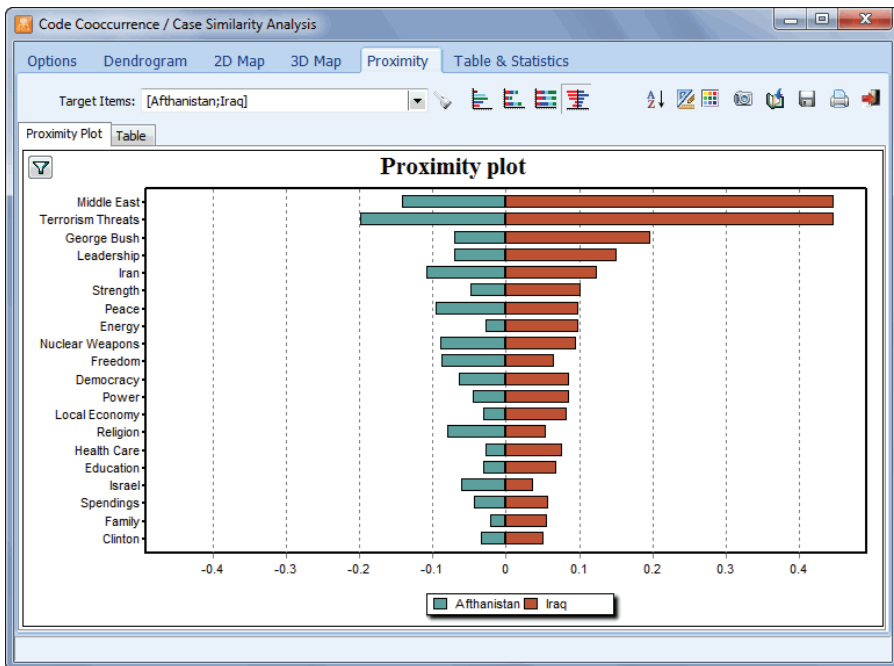 Code Cooccurrence / Case Similarity Analysis
Options Dendrogram 2D Map 3D Map Proximity Table & Statistics
Target Items: [Afthanistan;Iraq]
A
Z
Proximity Plot Table
Proximity plot
Middle East
Terrorism Threats
George Bush
Leadership
Iran
Strength
Peace
Energy
Nuclear Weapons
Freedom
Democracy
Power
Local Economy
Religion
Health Care
Education
Israel
Spendings
Family
Clinton
-0.4 -0.3 -0.2 -0.1 0 0.1 0.2 0.3 0.4
Afthanistan Iraq